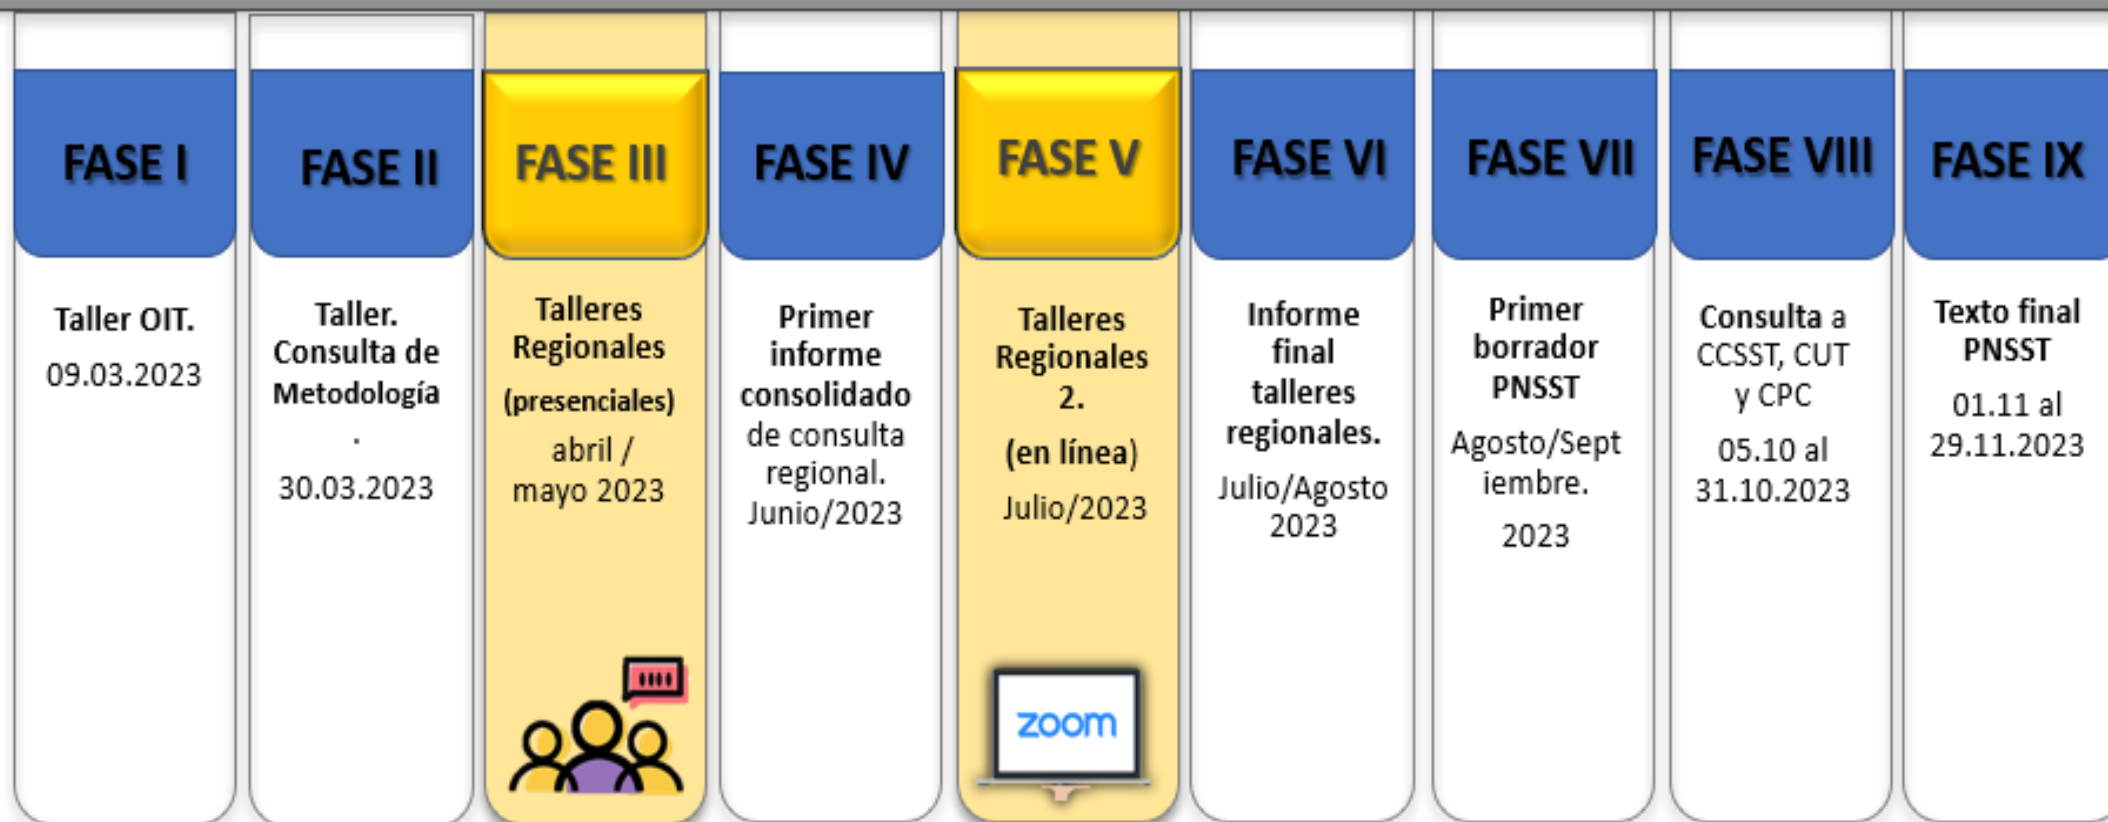 FASE I
Taller OIT.
09.03.2023
FASE II
Taller.
Consulta de
Metodología
.
30.03.2023
FASE III
Talleres
Regionales
(presenciales)
abril /
mayo 2023
FASE IV
Primer
informe
consolidado
de consulta
regional.
Junio/2023
FASE V
Talleres
Regionales
2.
(en línea)
Julio/2023
zoom
FASE VI
Informe
final
talleres
regionales.
Julio/Agosto
2023
FASE VII
Primer
borrador
PNSST
Agosto/Sept
iembre.
2023
FASE VIII
Consulta a
CCSST, CUT
y CPC
05.10 al
31.10.2023
FASE IX
Texto final
PNSST
01.11 al
29.11.2023